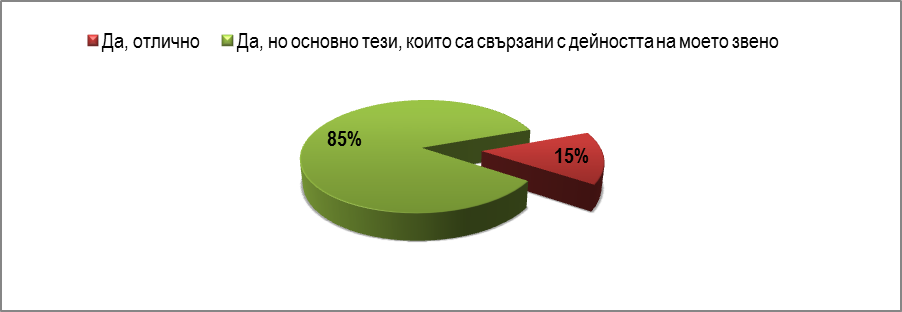 Да, отлично Да, но основно тези, които са свързани с дейността на моето звено
85%
15%